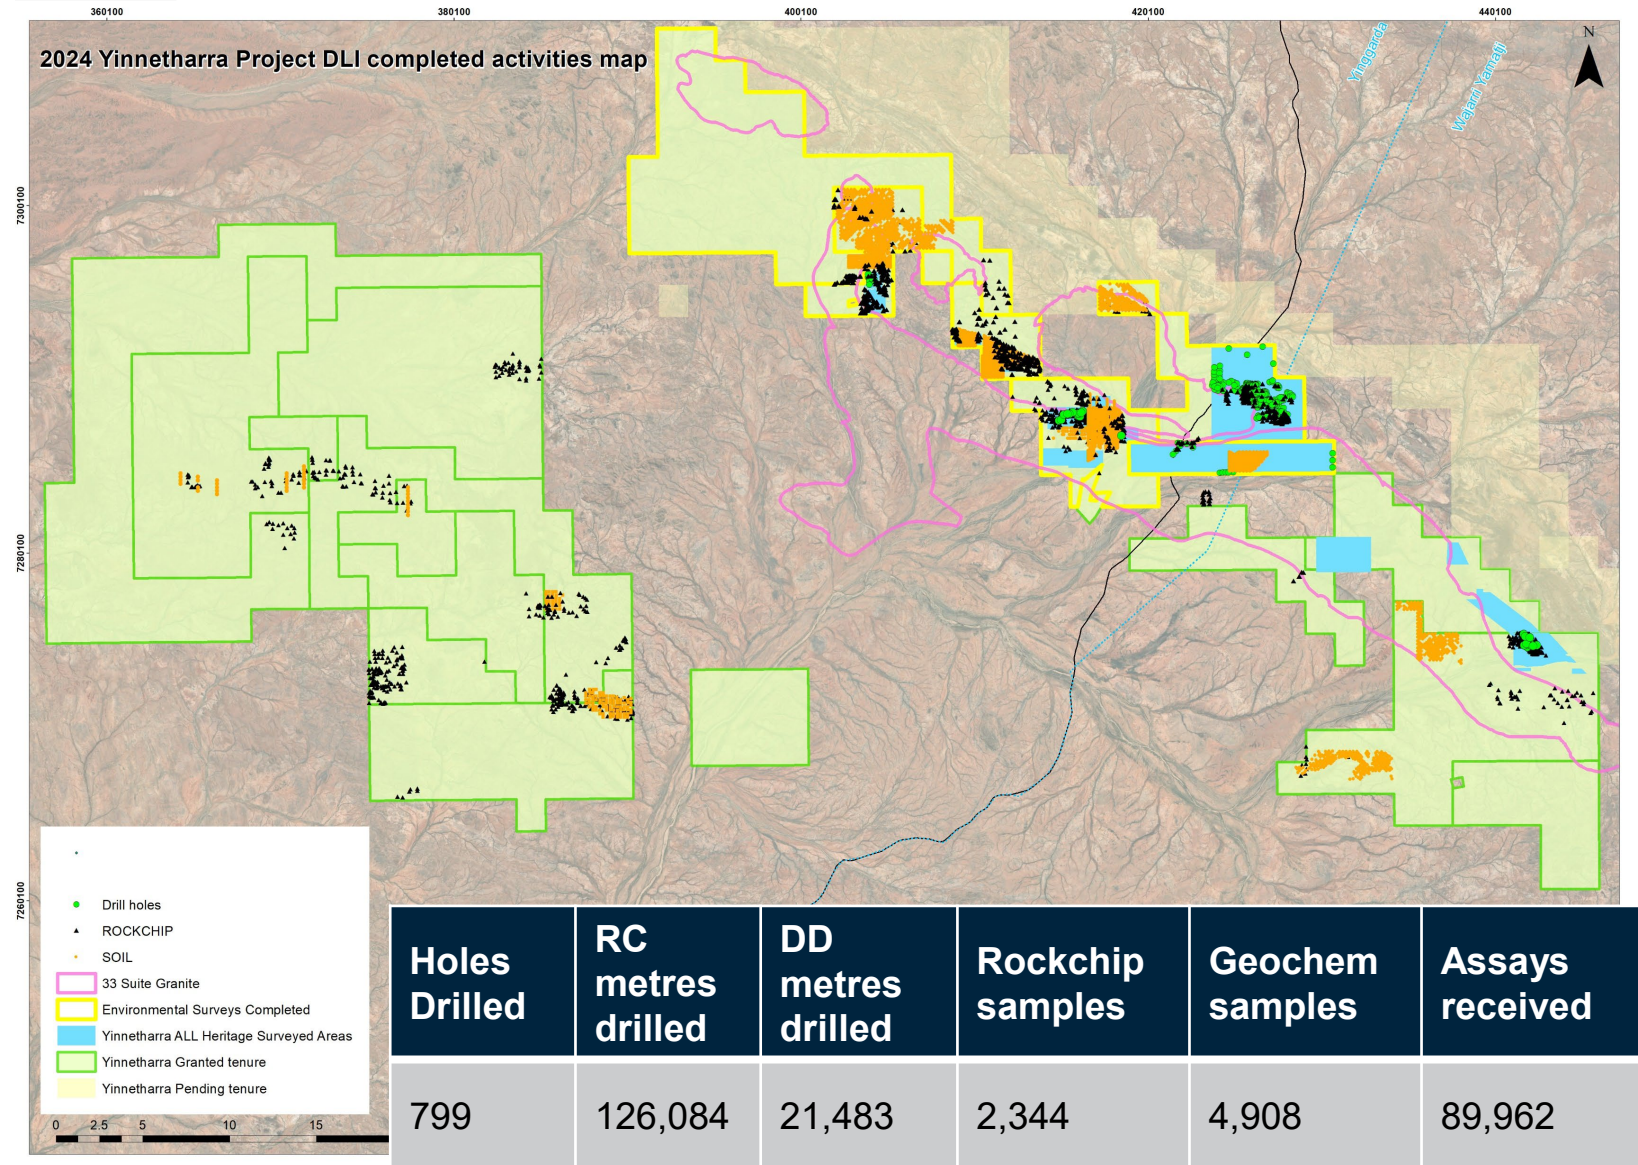 360100
380100
400100
420100
440100
2024 Yinnetharra Project DLI completed activities map
N
Yinggarda
Wajarri Yamatji
7300100
7280100
7260100
Drill holes
ROCKCHIP
SOIL
33 Suite Granite
Environmental Surveys Completed
Yinnetharra ALL Heritage Surveyed Areas
Yinnetharra Granted tenure
Yinnetharra Pending tenure
0 2.5 5 10 15
Holes Drilled
RC metres drilled
DD metres drilled
Rockchip samples
Geochem samples
Assays received
799
126,084
21,483
2,344
4,908
89,962